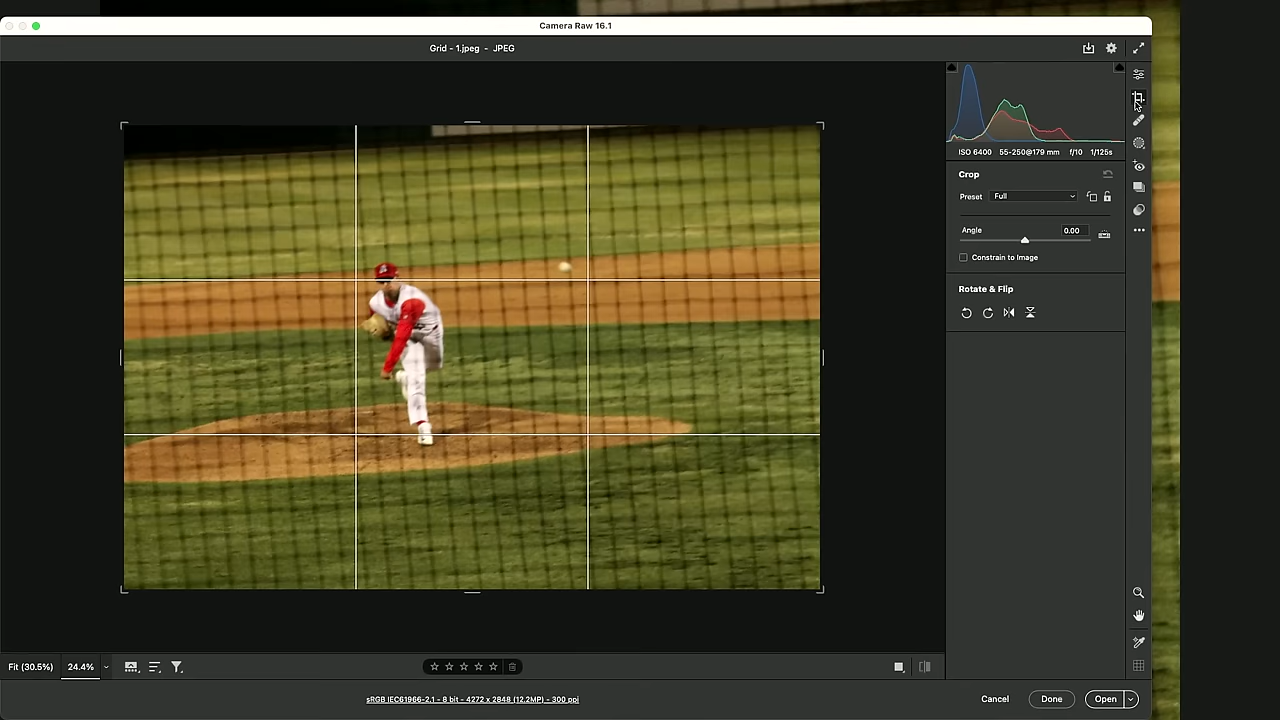 Camera Raw 16.1
Grid - 1.jpeg - JPEG
ISO 6400 55-250@179 mm f/10 1/125s
Crop
Preset Full
Angle 0.00
Constrain to Image
Rotate & Flip
Fit (30.5%) 24.4%
sRGB IEC61966-2.1 - 8 bit - 4272 x 2848 (12.2MP) - 300 ppi
Cancel Done Open